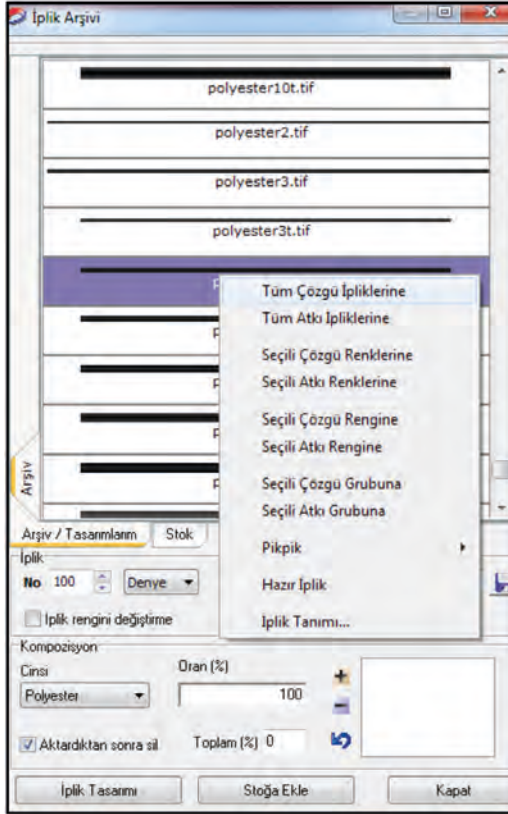 İplik Arşivi
polyester10t.tif
polyester2.tif
polyester3.tif
polyester3t.tif
Tüm Çözgü İpliklerine
Tüm Atkı İpliklerine
Seçili Çözgü Renklerine
Seçili Atkı Renklerine
Seçili Çözgü Rengine
Seçili Atkı Rengine
Seçili Çözgü Grubuna
Seçili Atkı Grubuna
Pikpik
Hazır İplik
İplik Tanımı...
Arşiv
Arşiv / Tasarımlarım Stok
İplik
No 100 Denye
İplik rengini değiştirme
Kompozisyon
Cinsi Oran (%)
Polyester 100
Aktardıktan sonra sil Toplam (%) 0
İplik Tasarımı Stoğa Ekle Kapat